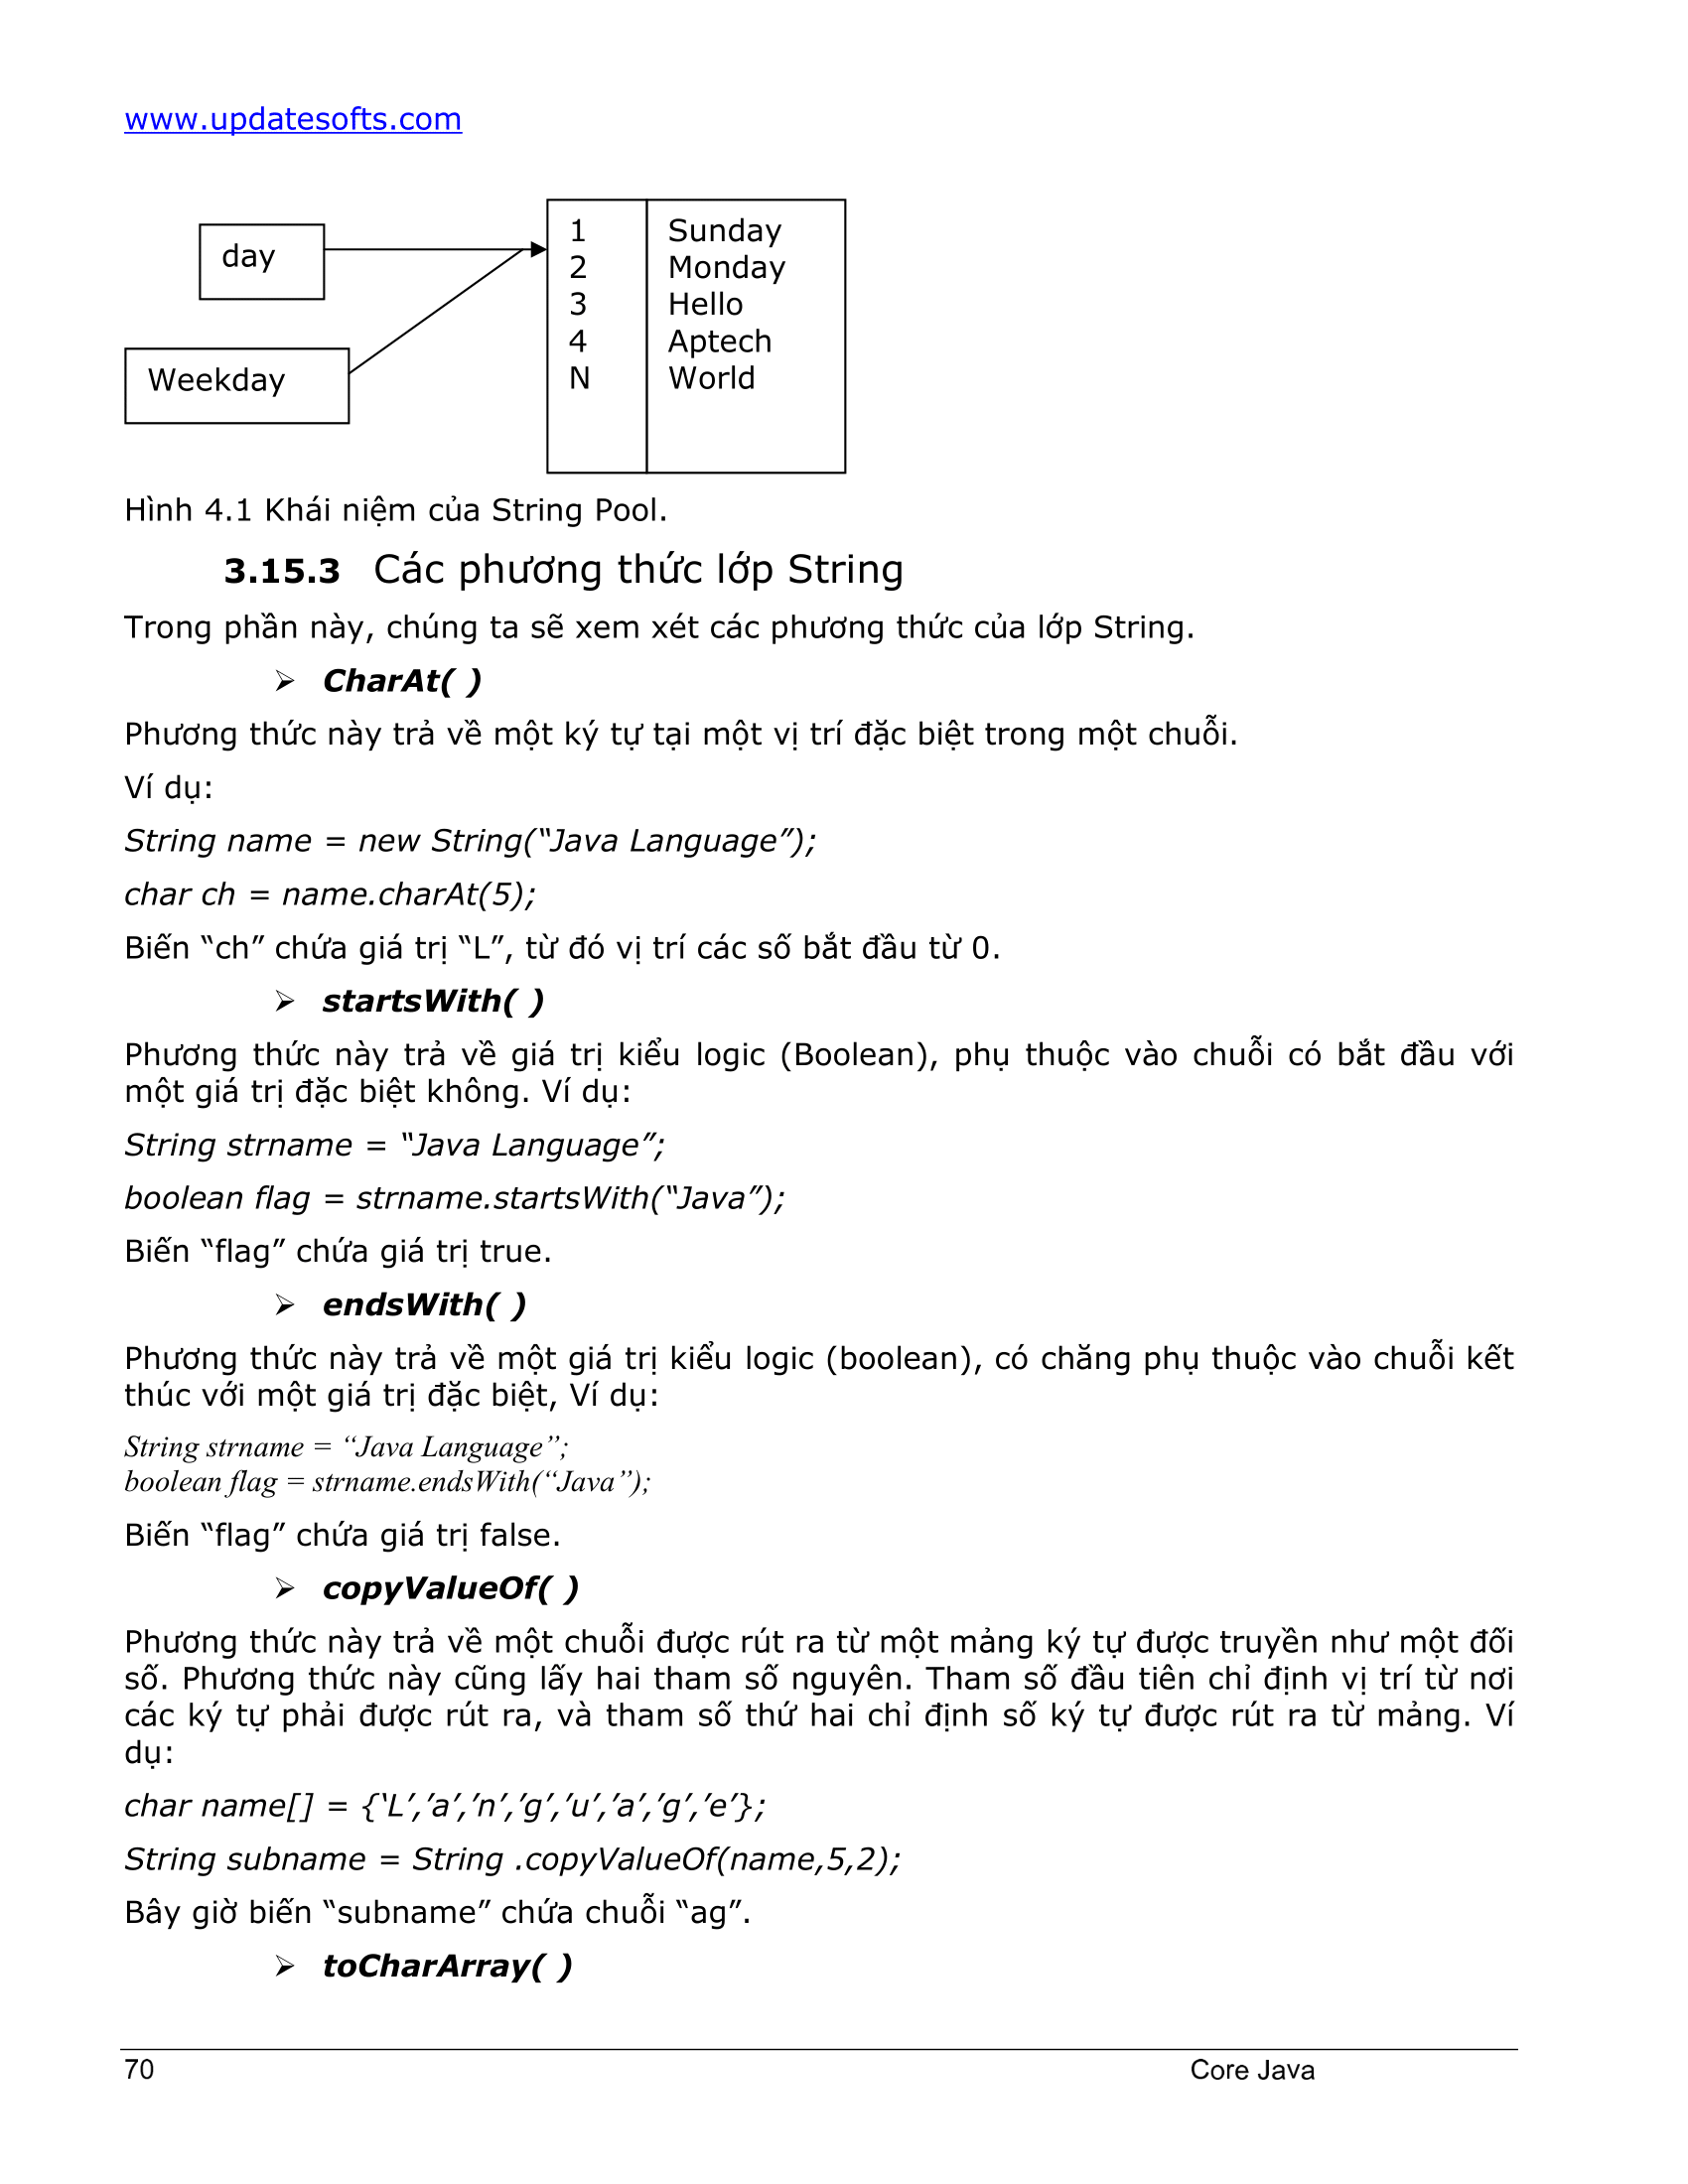 www.updatesofts.com
day
Weekday
1 Sunday
2 Monday
3 Hello
4 Aptech
N World
Hình 4.1 Khái niệm của String Pool.
3.15.3 Các phương thức lớp String
Trong phần này, chúng ta sẽ xem xét các phương thức của lớp String.
➢ CharAt( )
Phương thức này trả về một ký tự tại một vị trí đặc biệt trong một chuỗi.
Ví dụ:
String name = new String(“Java Language”);
char ch = name.charAt(5);
Biến “ch” chứa giá trị “L”, từ đó vị trí các số bắt đầu từ 0.
➢ startsWith( )
Phương thức này trả về giá trị kiểu logic (Boolean), phụ thuộc vào chuỗi có bắt đầu với
một giá trị đặc biệt không. Ví dụ:
String strname = “Java Language”;
boolean flag = strname.startsWith(“Java”);
Biến “flag” chứa giá trị true.
➢ endsWith( )
Phương thức này trả về một giá trị kiểu logic (boolean), có chăng phụ thuộc vào chuỗi kết
thúc với một giá trị đặc biệt, Ví dụ:
String strname = “Java Language”;
boolean flag = strname.endsWith(“Java”);
Biến “flag” chứa giá trị false.
➢ copyValueOf( )
Phương thức này trả về một chuỗi được rút ra từ một mảng ký tự được truyền như một đối
số. Phương thức này cũng lấy hai tham số nguyên. Tham số đầu tiên chỉ định vị trí từ nơi
các ký tự phải được rút ra, và tham số thứ hai chỉ định số ký tự được rút ra từ mảng. Ví
dụ:
char name[] = {‘L’,’a’,’n’,’g’,’u’,’a’,’g’,’e’};
String subname = String .copyValueOf(name,5,2);
Bây giờ biến “subname” chứa chuỗi “ag”.
➢ toCharArray( )
70 Core Java